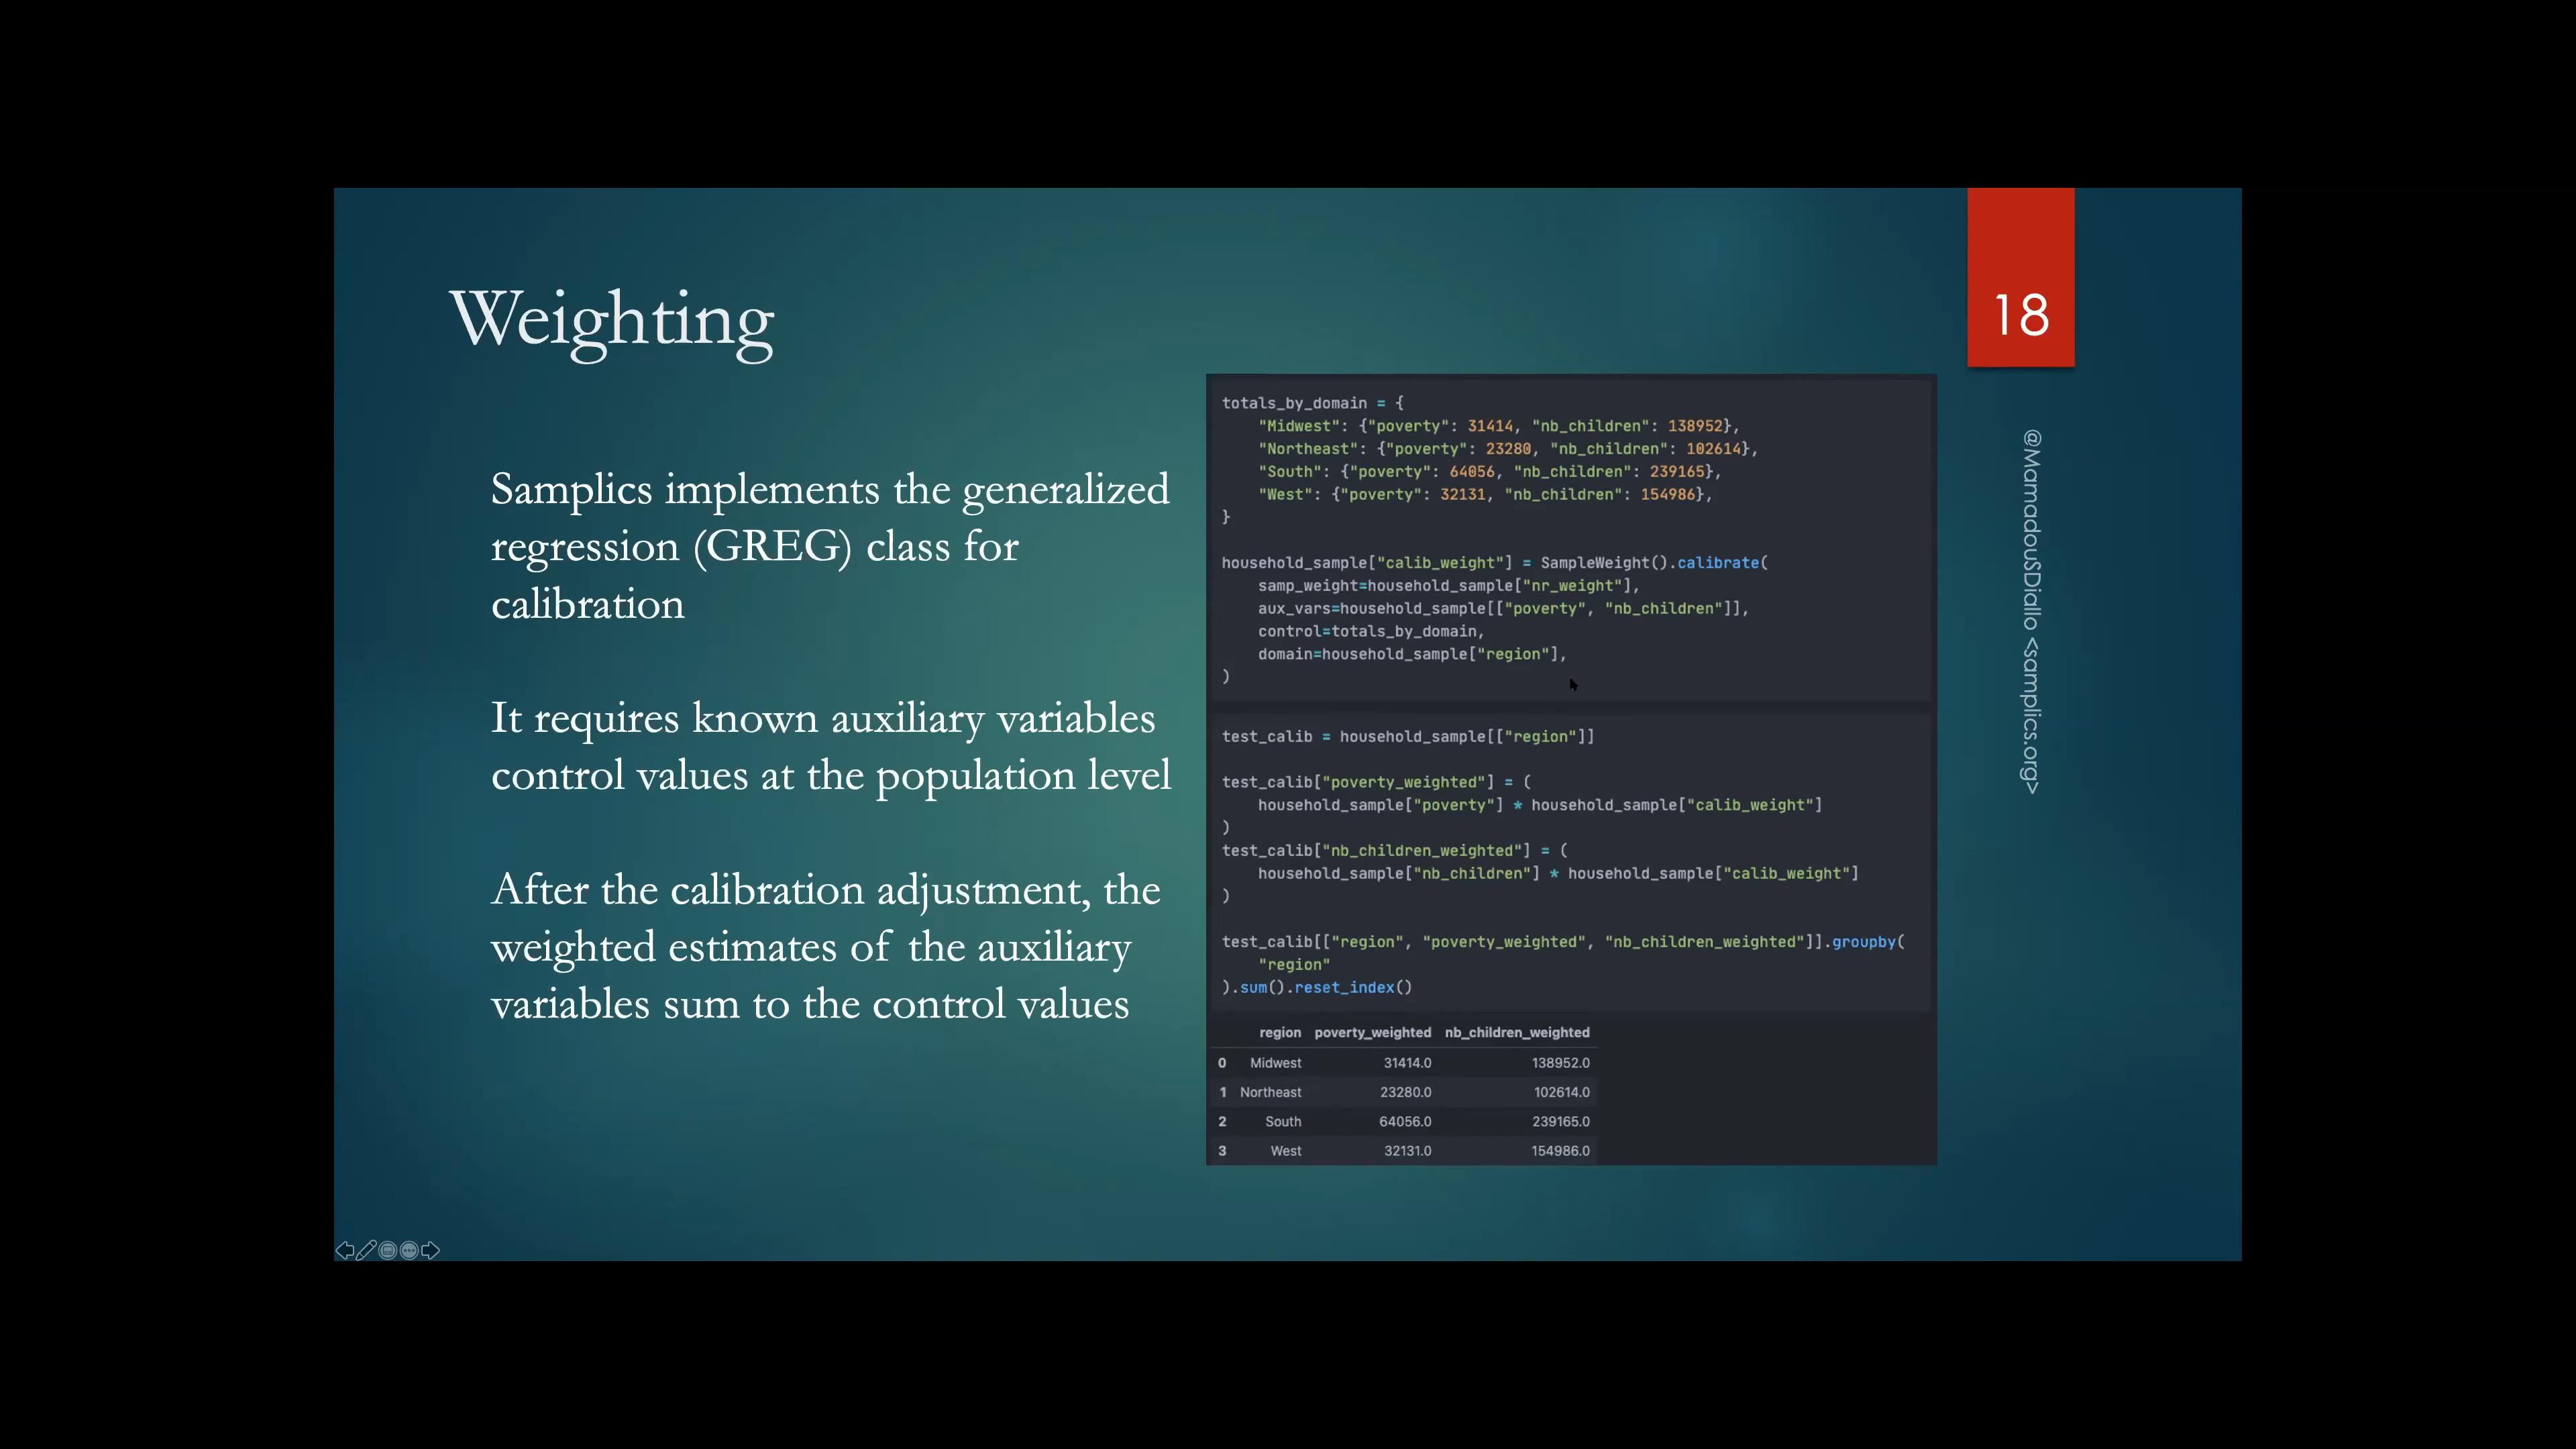 Weighting
18
Samplics implements the generalized
regression (GREG) class for
calibration
It requires known auxiliary variables
control values at the population level
After the calibration adjustment, the
weighted estimates of the auxiliary
variables sum to the control values
totals_by_domain = {
    "Midwest": {"poverty": 31414, "nb_children": 138952},
    "Northeast": {"poverty": 23280, "nb_children": 102614},
    "South": {"poverty": 64056, "nb_children": 239165},
    "West": {"poverty": 32131, "nb_children": 154986},
}
household_sample["calib_weight"] = SampleWeight().calibrate(
    samp_weight=household_sample["nr_weight"],
    aux_vars=household_sample[["poverty", "nb_children"]],
    control=totals_by_domain,
    domain=household_sample["region"],
)
test_calib = household_sample[["region"]]
test_calib["poverty_weighted"] = (
    household_sample["poverty"] * household_sample["calib_weight"]
)
test_calib["nb_children_weighted"] = (
    household_sample["nb_children"] * household_sample["calib_weight"]
)
test_calib[["region", "poverty_weighted", "nb_children_weighted"]].groupby(
    "region"
).sum().reset_index()
region poverty_weighted nb_children_weighted
0 Midwest 31414.0 138952.0
1 Northeast 23280.0 102614.0
2 South 64056.0 239165.0
3 West 32131.0 154986.0
@MamadouSDiallo <samplics.org>